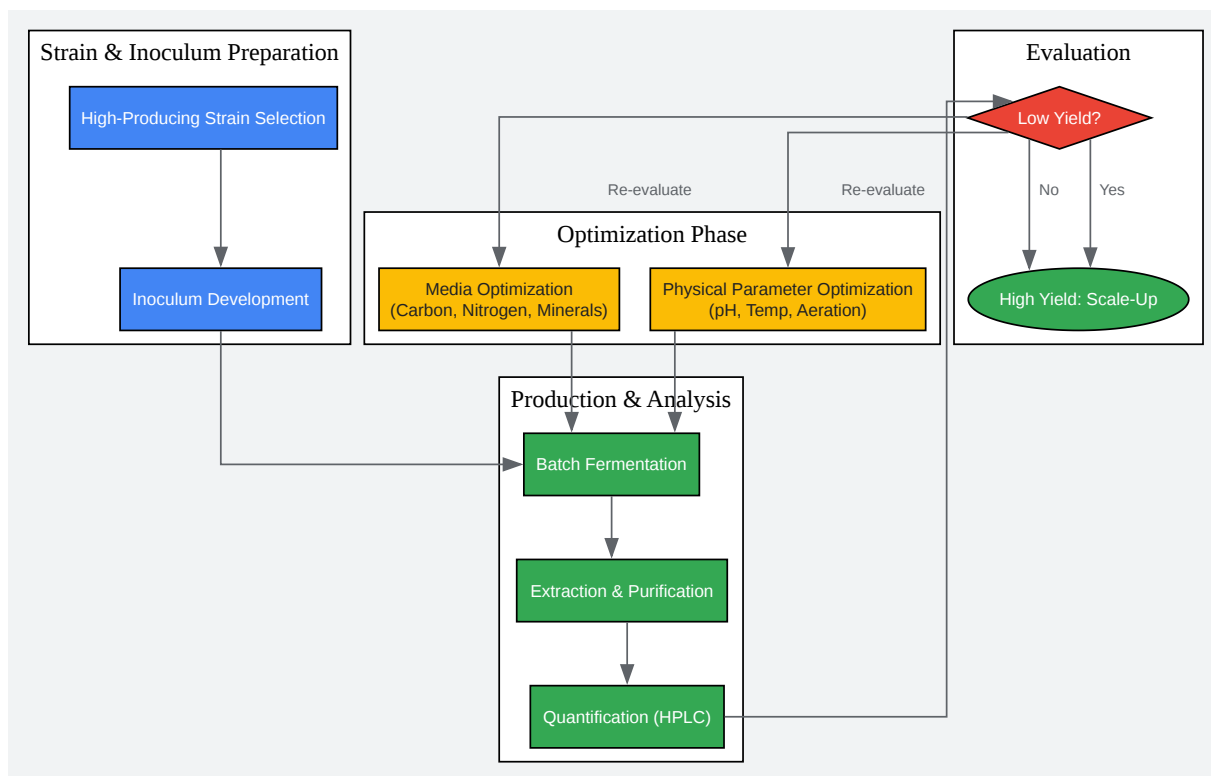 Strain & Inoculum Preparation
High-Producing Strain Selection
Inoculum Development
Evaluation
Low Yield?
No
Yes
High Yield: Scale-Up
Re-evaluate
Re-evaluate
Optimization Phase
Media Optimization
(Carbon, Nitrogen, Minerals)
Physical Parameter Optimization
(pH, Temp, Aeration)
Production & Analysis
Batch Fermentation
Extraction & Purification
Quantification (HPLC)